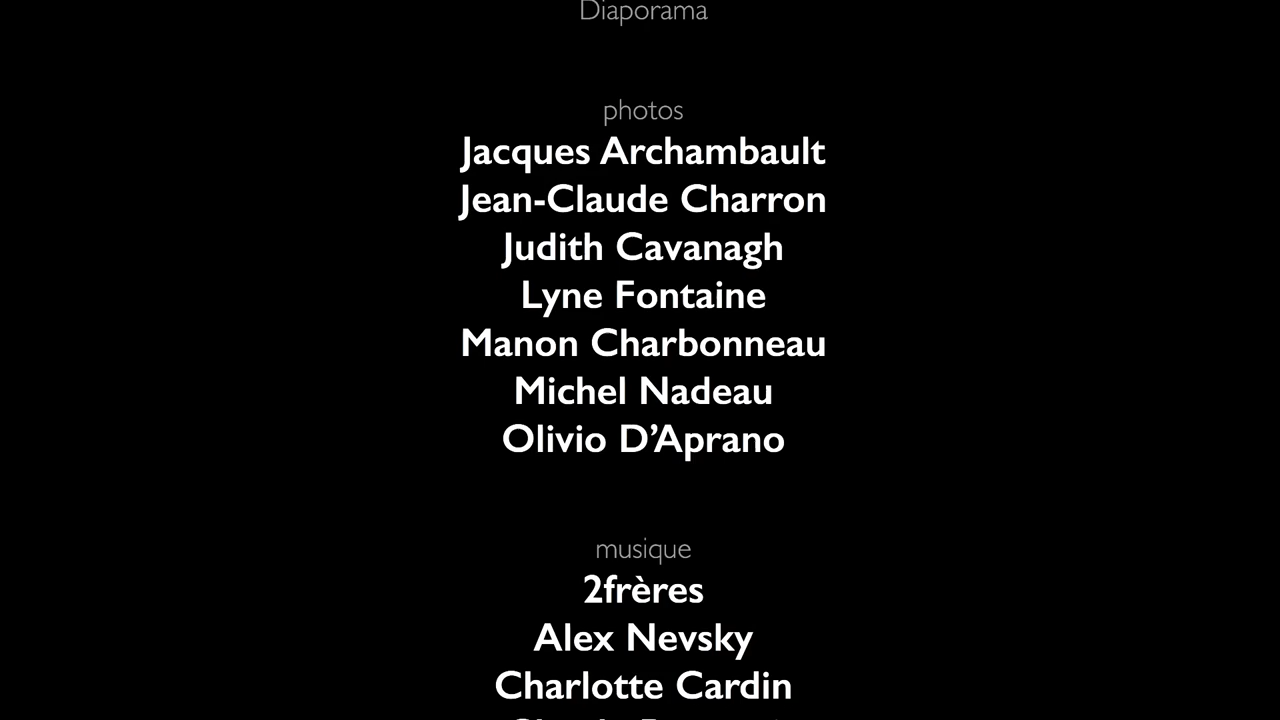 Diaporama
photos
Jacques Archambault
Jean-Claude Charron
Judith Cavanagh
Lyne Fontaine
Manon Charbonneau
Michel Nadeau
Olivio D’Aprano
musique
2frères
Alex Nevsky
Charlotte Cardin